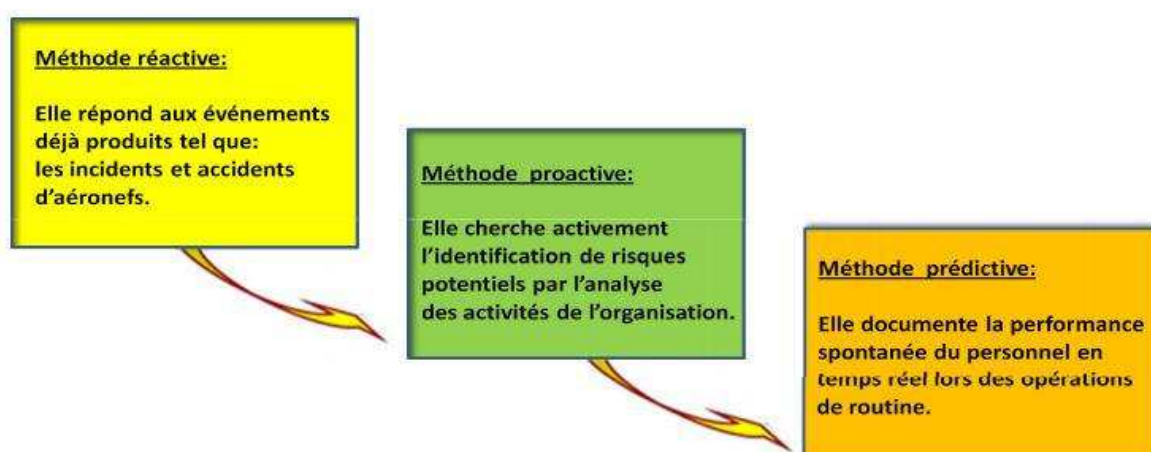 Méthode réactive:
Elle répond aux événements
déjà produits tel que:
les incidents et accidents
d'aéronefs.
Méthode proactive:
Elle cherche activement
l'identification de risques
potentiels par l'analyse
des activités de l'organisation.
Méthode prédictive:
Elle documente la performance
spontanée du personnel en
temps réel lors des opérations
de routine.